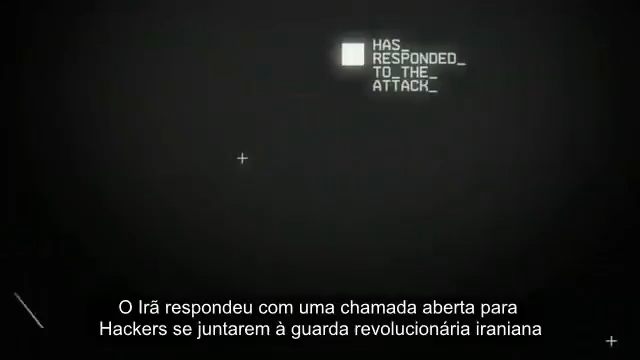 HAS_
RESPONDED_
TO_THE_
ATTACK_
O Irã respondeu com uma chamada aberta para
Hackers se juntarem à guarda revolucionária iraniana